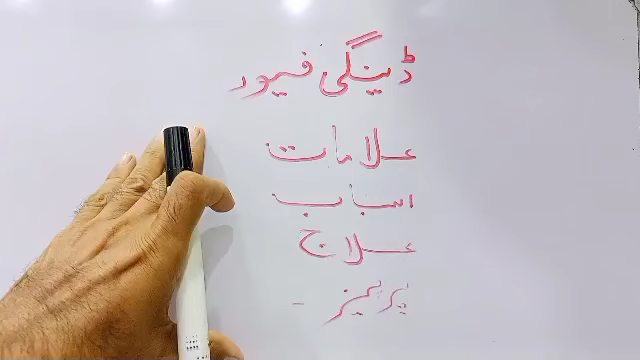 ڈینگی فیور
علامات
اسباب
علاج
پرہیز -